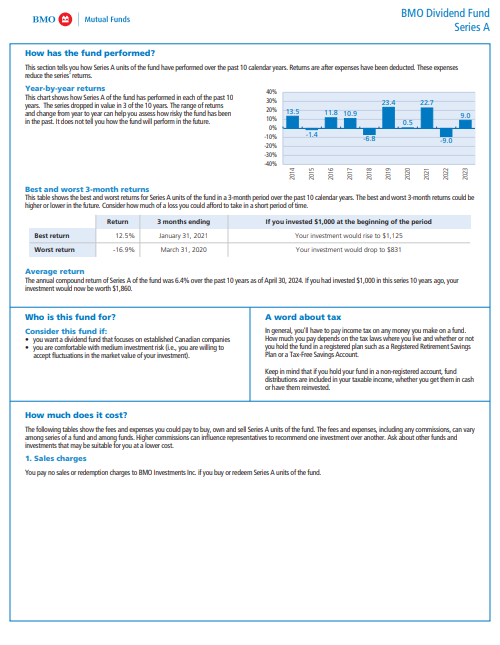 BMO Mutual Funds
BMO Dividend Fund
Series A
How has the fund performed?
This section tells you how Series A units of the fund have performed over the past 10 calendar years. Returns are after expenses have been deducted. These expenses
reduce the series' returns.
Year-by-year returns
This chart shows how Series A of the fund has performed in each of the past 10
years. The series dropped in value in 3 of the 10 years. The range of returns
and change from year to year can help you assess how risky the fund has been
in the past. It does not tell you how the fund will perform in the future.
40%
30%
20%
10%
0%
-10%
-20%
-30%
-40%
13.5
-1.4
11.8
10.9
-6.8
23.4
0.5
22.7
-9.0
9.0
2014
2015
2016
2017
2018
2019
2020
2021
2022
2023
Best and worst 3-month returns
This table shows the best and worst returns for Series A units of the fund in a 3-month period over the past 10 calendar years. The best and worst 3-month returns could be
higher or lower in the future. Consider how much of a loss you could afford to take in a short period of time.
Return 3 months ending If you invested $1,000 at the beginning of the period
Best return 12.5% January 31, 2021 Your investment would rise to $1,125
Worst return -16.9% March 31, 2020 Your investment would drop to $831
Average return
The annual compound return of Series A of the fund was 6.4% over the past 10 years as of April 30, 2024. If you had invested $1,000 in this series 10 years ago, your
investment would now be worth $1,860.
Who is this fund for?
Consider this fund if:
• you want a dividend fund that focuses on established Canadian companies
• you are comfortable with medium investment risk (i.e., you are willing to
accept fluctuations in the market value of your investment).
A word about tax
In general, you'll have to pay income tax on any money you make on a fund.
How much you pay depends on the tax laws where you live and whether or not
you hold the fund in a registered plan such as a Registered Retirement Savings
Plan or a Tax-Free Savings Account.
Keep in mind that if you hold your fund in a non-registered account, fund
distributions are included in your taxable income, whether you get them in cash
or have them reinvested.
How much does it cost?
The following tables show the fees and expenses you could pay to buy, own and sell Series A units of the fund. The fees and expenses, including any commissions, can vary
among series of a fund and among funds. Higher commissions can influence representatives to recommend one investment over another. Ask about other funds and
investments that may be suitable for you at a lower cost.
1. Sales charges
You pay no sales or redemption charges to BMO Investments Inc. if you buy or redeem Series A units of the fund.